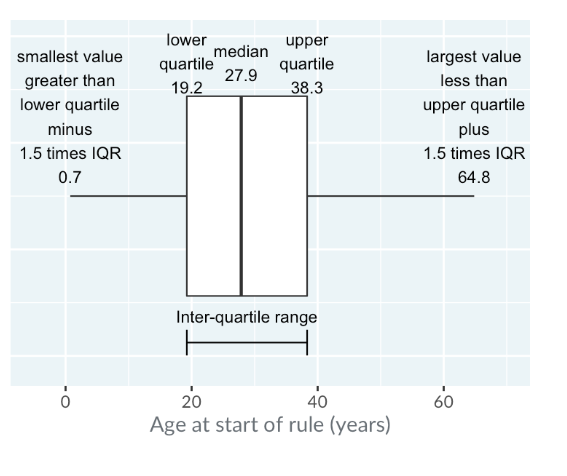 smallest value
greater than
lower quartile
minus
1.5 times IQR
0.7
lower
quartile
19.2
median
27.9
upper
quartile
38.3
largest value
less than
upper quartile
plus
1.5 times IQR
64.8
Inter-quartile range
0 20 40 60
Age at start of rule (years)